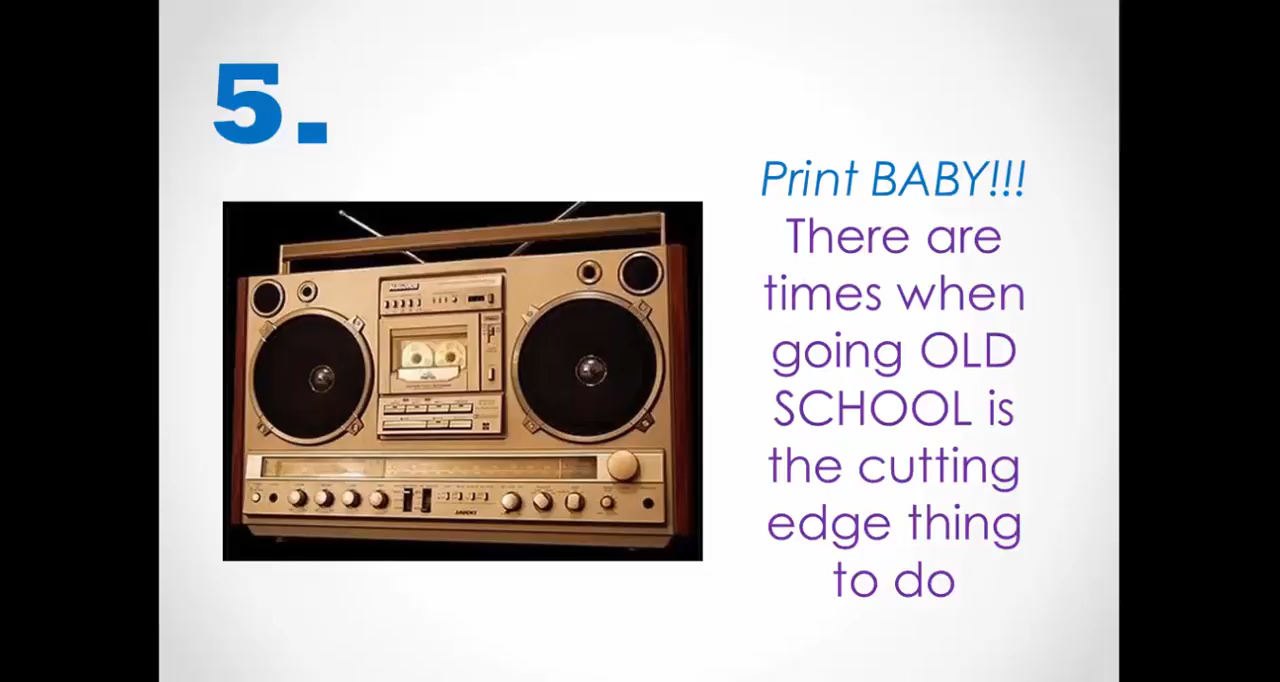 5.
Print BABY!!!
There are
times when
going OLD
SCHOOL is
the cutting
edge thing
to do